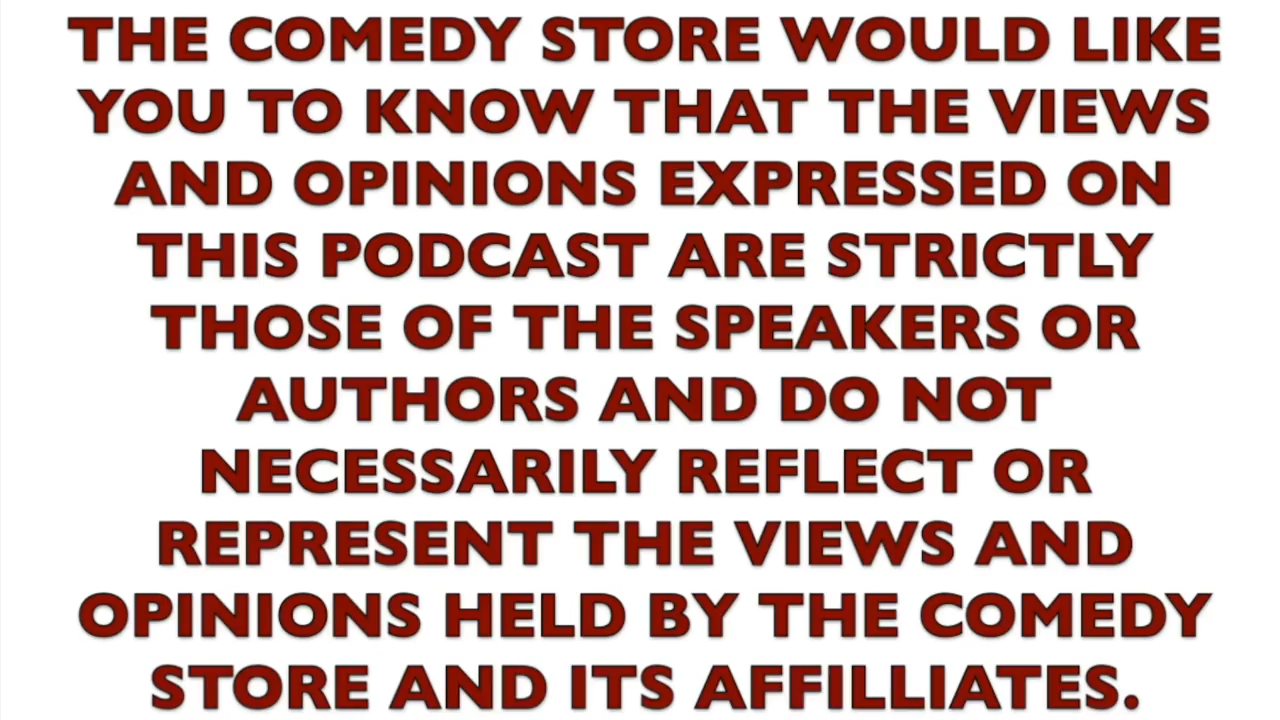 THE COMEDY STORE WOULD LIKE
YOU TO KNOW THAT THE VIEWS
AND OPINIONS EXPRESSED ON
THIS PODCAST ARE STRICTLY
THOSE OF THE SPEAKERS OR
AUTHORS AND DO NOT
NECESSARILY REFLECT OR
REPRESENT THE VIEWS AND
OPINIONS HELD BY THE COMEDY
STORE AND ITS AFFILLIATES.